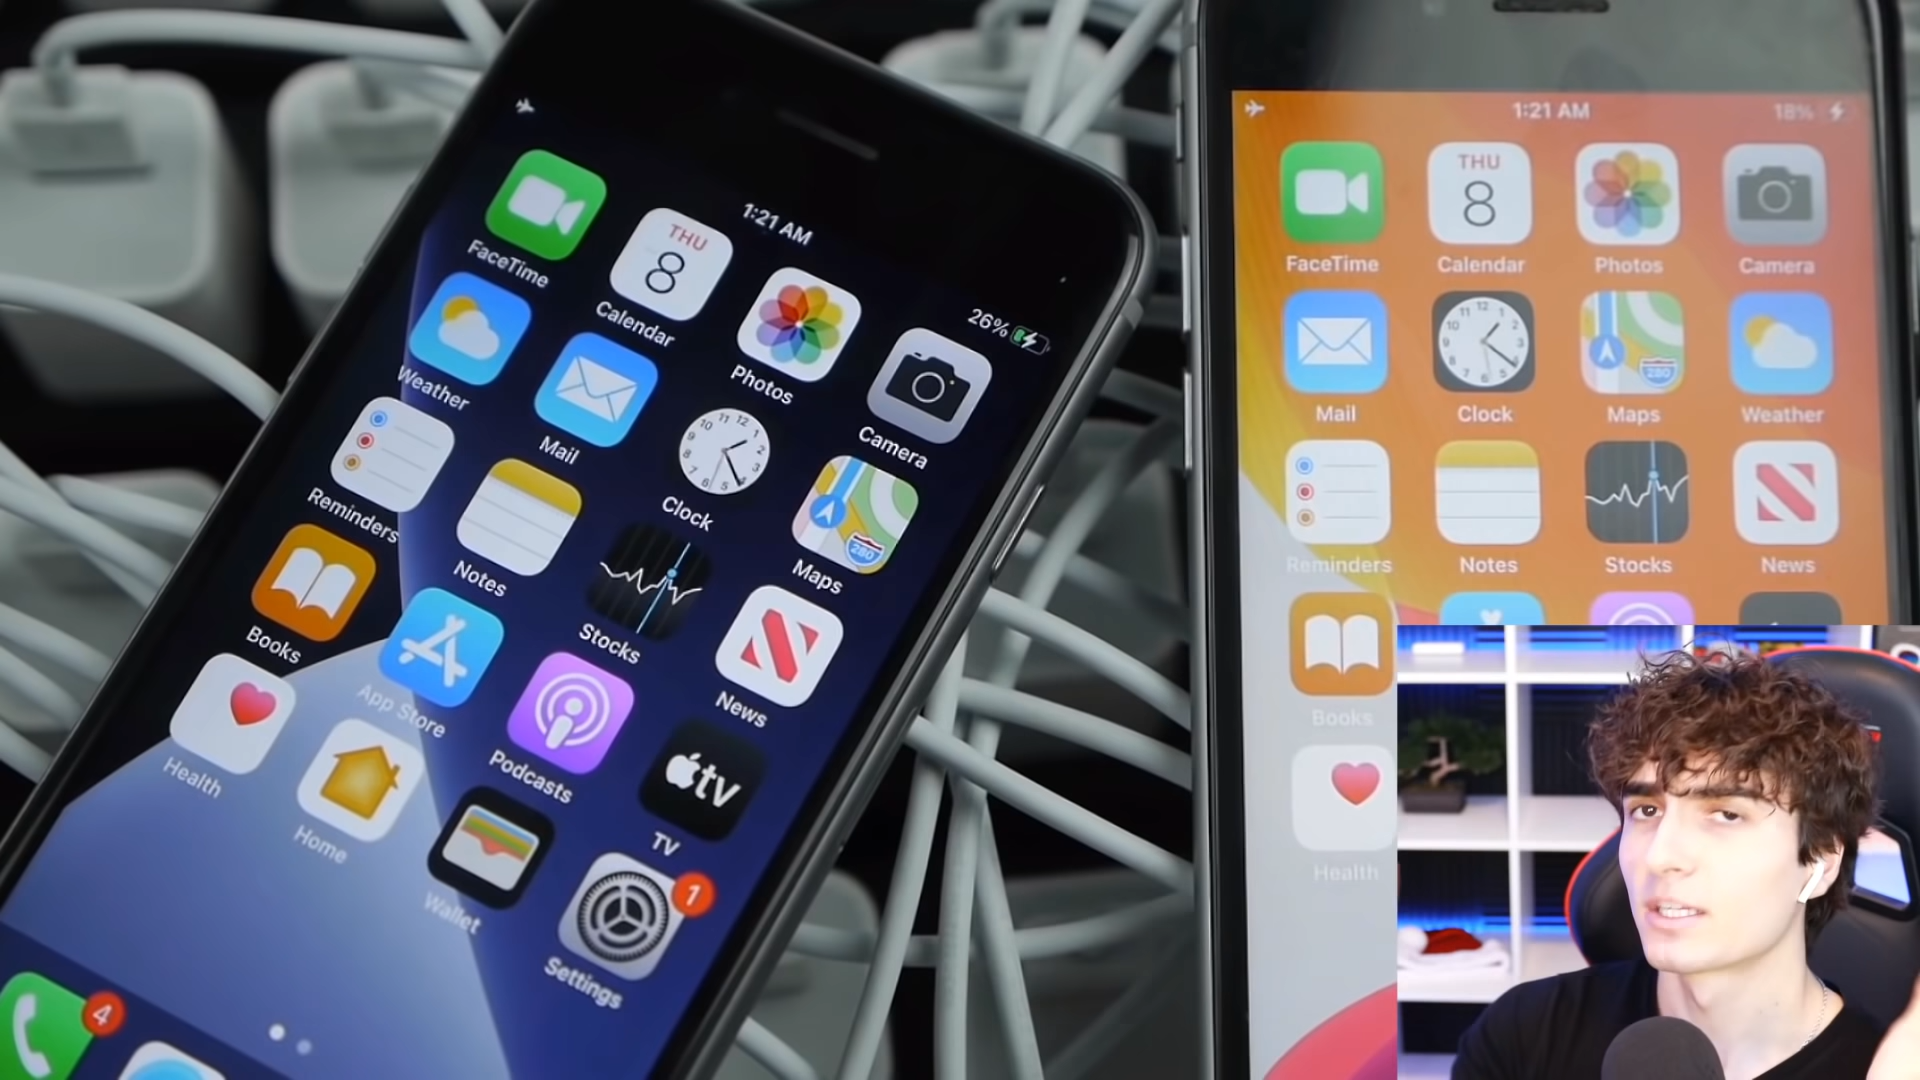 1:21 AM
26%
FaceTime
THU
8
Calendar
Photos
Camera
Weather
Mail
Clock
280
Maps
Reminders
Notes
Stocks
News
Books
App Store
Podcasts
tv
TV
Health
Home
Wallet
1
Settings
4
1:21 AM 18%
THU
8
FaceTime Calendar Photos Camera
280
Mail Clock Maps Weather
Reminders Notes Stocks News
Books
Health